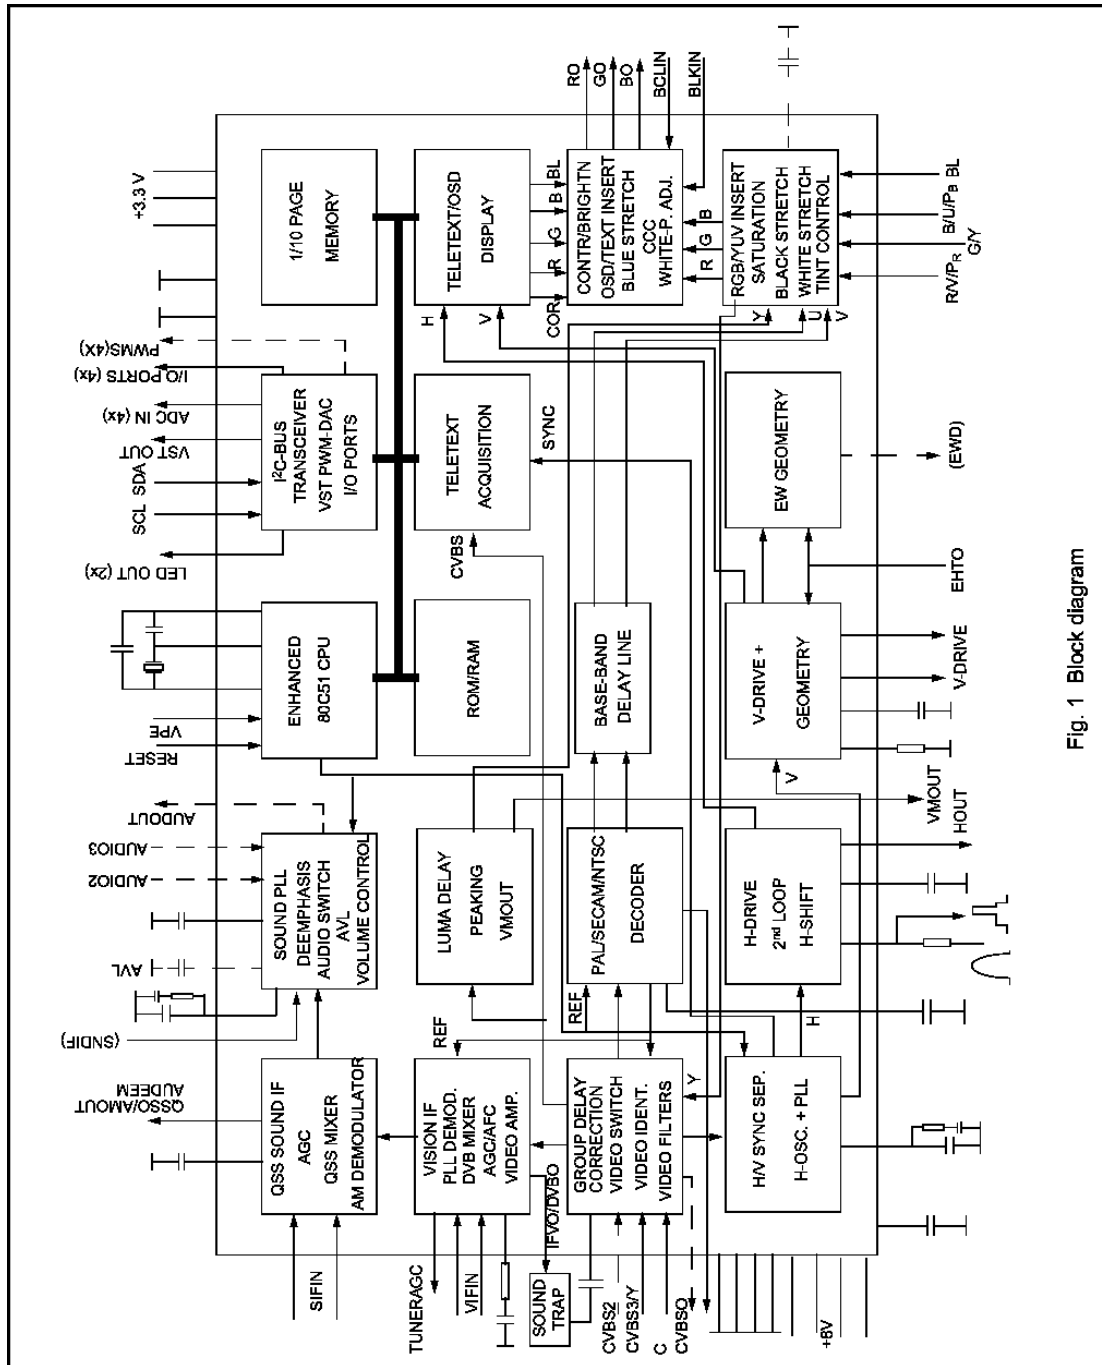 QSSO/AMOUT
AUDEEM
(SNDIF)
AVL
AUDIO2
AUDIO3
AUDOUT
RESET
VPE
LED OUT (2x)
SCL
SDA
VST OUT
ADC IN (4x)
I/O PORTS (4x)
PWMS(4X)
+3.3 V
SIFIN
QSS SOUND IF
AGC
QSS MIXER
AM DEMODULATOR
SOUND PLL
DEEMPHASIS
AUDIO SWITCH
AVL
VOLUME CONTROL
ENHANCED
80C51 CPU
I²C-BUS
TRANSCEIVER
VST PWM-DAC
I/O PORTS
1/10 PAGE
MEMORY
TUNERAGC
VIFIN
VISION IF
PLL DEMOD.
DVB MIXER
AGC/AFC
VIDEO AMP.
REF
LUMA DELAY
PEAKING
VMOUT
ROM/RAM
CVBS
TELETEXT
ACQUISITION
SYNC
TELETEXT/OSD
DISPLAY
H
V
IFVO/DVBO
SOUND
TRAP
COR
R
G
B
BL
CVBS2
CVBS3/Y
C
CVBSO
GROUP DELAY
CORRECTION
VIDEO SWITCH
VIDEO IDENT.
VIDEO FILTERS
REF
Y
PAL/SECAM/NTSC
DECODER
BASE-BAND
DELAY LINE
CONTR/BRIGHTN
OSD/TEXT INSERT
BLUE STRETCH
CCC
WHITE-P. ADJ.
RO
GO
BO
BCLIN
BLKIN
R
G
B
Y
U
V
H/V SYNC SEP.
H-OSC. + PLL
H
H-DRIVE
2nd LOOP
H-SHIFT
V
V-DRIVE +
GEOMETRY
EW GEOMETRY
RGB/YUV INSERT
SATURATION
BLACK STRETCH
WHITE STRETCH
TINT CONTROL
+8V
VMOUT
HOUT
V-DRIVE
EHTO
(EWD)
R/V/PR
G/Y
B/U/PB
BL
Fig. 1 Block diagram